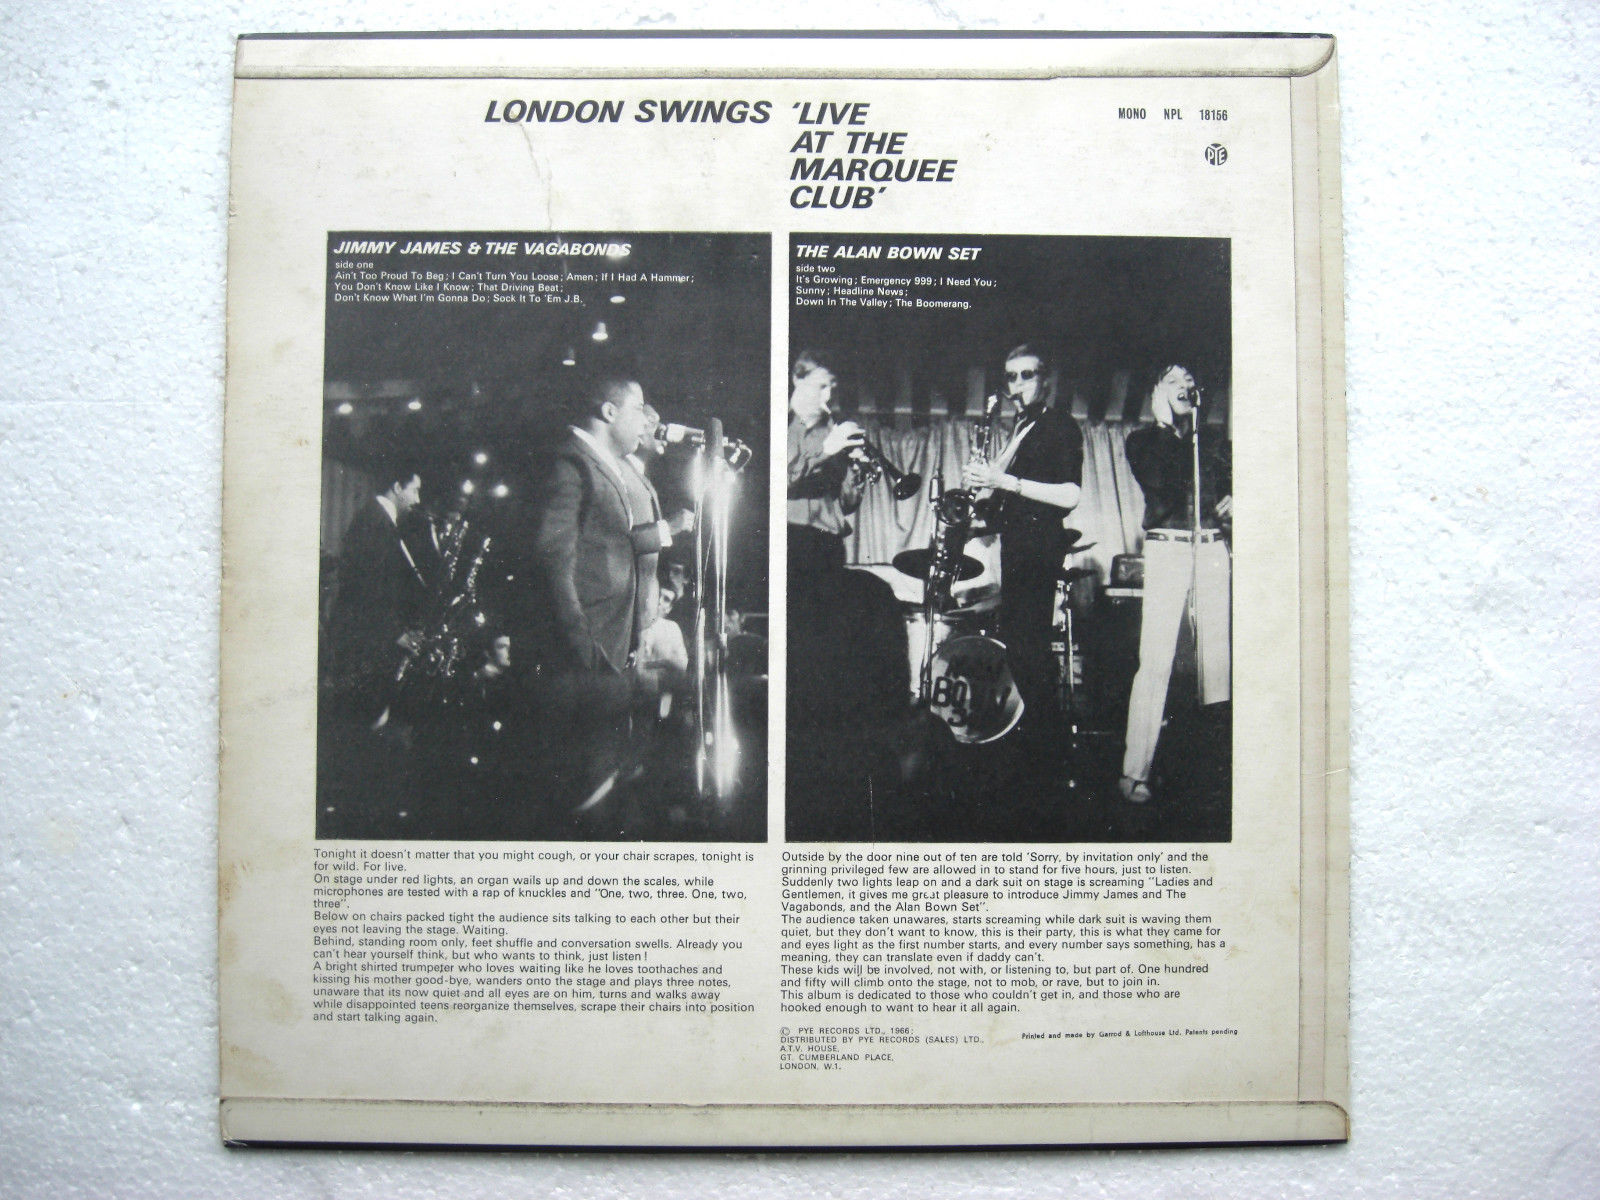 LONDON SWINGS 'LIVE
AT THE
MARQUEE
CLUB'
MONO NPL 18156
PYE
JIMMY JAMES & THE VAGABONDS
side one
Ain't Too Proud To Beg; I Can't Turn You Loose; Amen; If I Had A Hammer;
You Don't Know Like I Know; That Driving Beat;
Don't Know What I'm Gonna Do; Sock It To 'Em J.B.
THE ALAN BOWN SET
side two
It's Growing; Emergency 999; I Need You;
Sunny; Headline News;
Down In The Valley; The Boomerang.
Tonight it doesn't matter that you might cough, or your chair scrapes, tonight is
for wild. For live.
On stage under red lights, an organ wails up and down the scales, while
microphones are tested with a rap of knuckles and "One, two, three. One, two,
three".
Below on chairs packed tight the audience sits talking to each other but their
eyes not leaving the stage. Waiting.
Behind, standing room only, feet shuffle and conversation swells. Already you
can't hear yourself think, but who wants to think, just listen!
A bright shirted trumpeter who loves waiting like he loves toothaches and
kissing his mother good-bye, wanders onto the stage and plays three notes,
unaware that its now quiet and all eyes are on him, turns and walks away
while disappointed teens reorganize themselves, scrape their chairs into position
and start talking again.
Outside by the door nine out of ten are told 'Sorry, by invitation only' and the
grinning privileged few are allowed in to stand for five hours, just to listen.
Suddenly two lights leap on and a dark suit on stage is screaming "Ladies and
Gentlemen, it gives me great pleasure to introduce Jimmy James and The
Vagabonds, and the Alan Bown Set".
The audience taken unawares, starts screaming while dark suit is waving them
quiet, but they don't want to know, this is their party, this is what they came for
and eyes light as the first number starts, and every number says something, has a
meaning, they can translate even if daddy can't.
These kids will be involved, not with, or listening to, but part of. One hundred
and fifty will climb onto the stage, not to mob, or rave, but to join in.
This album is dedicated to those who couldn't get in, and those who are
hooked enough to want to hear it all again.
© PYE RECORDS LTD., 1966:
DISTRIBUTED BY PYE RECORDS (SALES) LTD.,
A.T.V. HOUSE,
GT. CUMBERLAND PLACE,
LONDON, W.1.
Printed and made by Garrod & Lofthouse Ltd. Patents pending